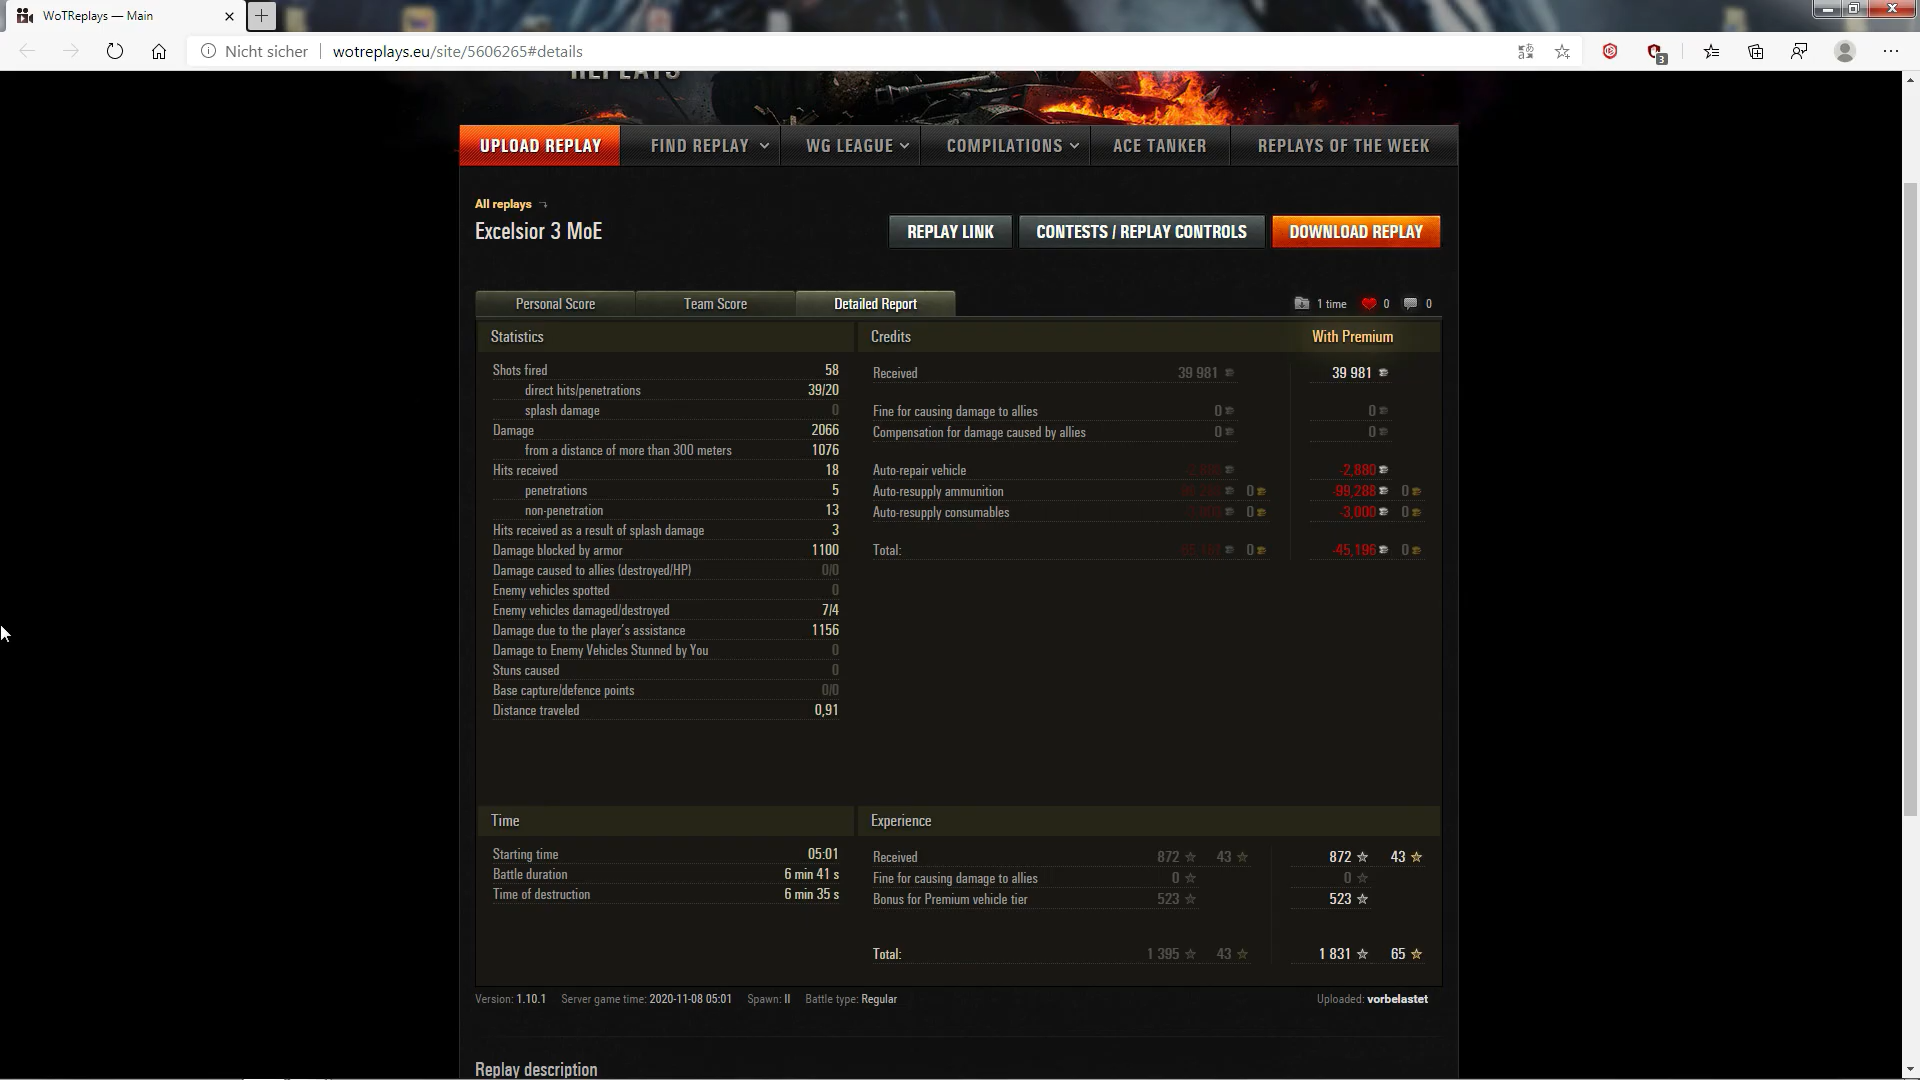 WoTReplays — Main
Nicht sicher wotreplays.eu/site/5606265#details
3
REPLAYS
UPLOAD REPLAY FIND REPLAY WG LEAGUE COMPILATIONS ACE TANKER REPLAYS OF THE WEEK
All replays
Excelsior 3 MoE REPLAY LINK CONTESTS / REPLAY CONTROLS DOWNLOAD REPLAY
Personal Score Team Score Detailed Report 1 time 0 0
Statistics Credits With Premium
Shots fired 58
direct hits/penetrations 39/20
splash damage 0
Damage 2066
from a distance of more than 300 meters 1076
Hits received 18
penetrations 5
non-penetration 13
Hits received as a result of splash damage 3
Damage blocked by armor 1100
Damage caused to allies (destroyed/HP) 0/0
Enemy vehicles spotted 0
Enemy vehicles damaged/destroyed 7/4
Damage due to the player's assistance 1156
Damage to Enemy Vehicles Stunned by You 0
Stuns caused 0
Base capture/defence points 0/0
Distance traveled 0,91
Received 39 981 39 981
Fine for causing damage to allies 0 0
Compensation for damage caused by allies 0 0
Auto-repair vehicle -2,880
Auto-resupply ammunition 0 -99,288 0
Auto-resupply consumables 0 -3,000 0
Total: 0 -45,196 0
Time Experience
Starting time 05:01
Battle duration 6 min 41 s
Time of destruction 6 min 35 s
Received 872 43 872 43
Fine for causing damage to allies 0 0
Bonus for Premium vehicle tier 523 523
Total: 1 395 43 1 831 65
Version: 1.10.1 Server game time: 2020-11-08 05:01 Spawn: II Battle type: Regular Uploaded: vorbelastet
Replay description